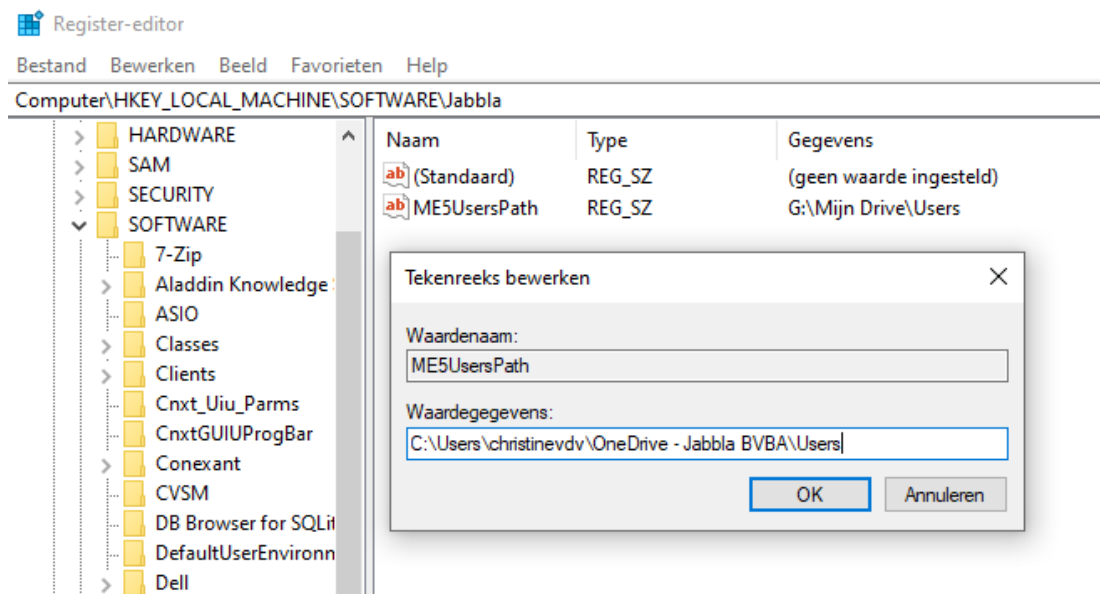 Register-editor
Bestand Bewerken Beeld Favorieten Help
Computer\HKEY_LOCAL_MACHINE\SOFTWARE\Jabbla
HARDWARE
SAM
SECURITY
SOFTWARE
7-Zip
Aladdin Knowledge
ASIO
Classes
Clients
Cnxt_Uiu_Parms
CnxtGUIUProgBar
Conexant
CVSM
DB Browser for SQLit
DefaultUserEnvironn
Dell
Naam Type Gegevens
ab (Standaard) REG_SZ (geen waarde ingesteld)
ab ME5UsersPath REG_SZ G:\Mijn Drive\Users
Tekenreeks bewerken
Waardenaam:
ME5UsersPath
Waardegegevens:
C:\Users\christinevdv\OneDrive - Jabbla BVBA\Users
OK Annuleren